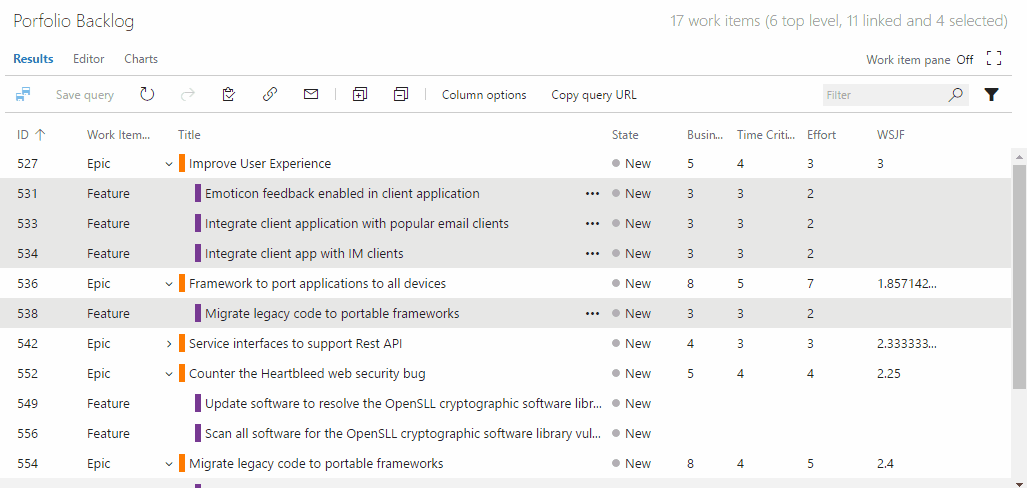 Porfolio Backlog 17 work items (6 top level, 11 linked and 4 selected)
Results Editor Charts Work item pane Off
Save query Column options Copy query URL Filter
ID Work Item... Title State Busin... Time Criti... Effort WSJF
527 Epic Improve User Experience New 5 4 3 3
531 Feature Emoticon feedback enabled in client application ... New 3 3 2
533 Feature Integrate client application with popular email clients ... New 3 3 2
534 Feature Integrate client app with IM clients ... New 3 3 2
536 Epic Framework to port applications to all devices New 8 5 7 1.857142...
538 Feature Migrate legacy code to portable frameworks ... New 3 3 2
542 Epic Service interfaces to support Rest API New 4 3 3 2.333333...
552 Epic Counter the Heartbleed web security bug New 5 4 4 2.25
549 Feature Update software to resolve the OpenSLL cryptographic software libr... New
556 Feature Scan all software for the OpenSLL cryptographic software library vul... New
554 Epic Migrate legacy code to portable frameworks New 8 4 5 2.4